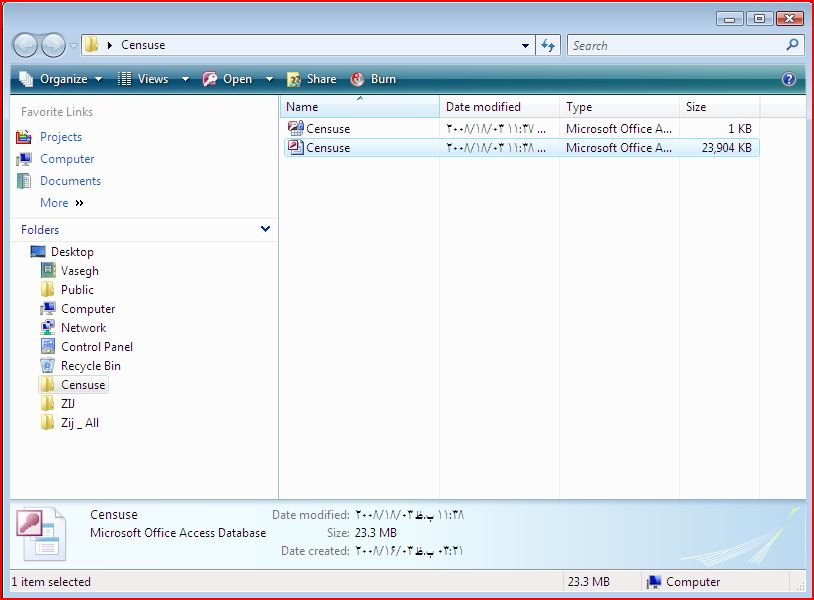 Censuse
Search
Organize Views Open Share Burn
Favorite Links
Projects
Computer
Documents
More »
Folders
Desktop
Vasegh
Public
Computer
Network
Control Panel
Recycle Bin
Censuse
ZIJ
Zij _ All
Name Date modified Type Size
Censuse ۲۰۰۸/۱۸/۰۳ ۱۱:۳۷ ... Microsoft Office A... 1 KB
Censuse ۲۰۰۸/۱۸/۰۳ ۱۱:۳۸ ... Microsoft Office A... 23,904 KB
Censuse Date modified: ۲۰۰۸/۱۸/۰۳ ب.ظ ۱۱:۳۸
Microsoft Office Access Database Size: 23.3 MB
Date created: ۲۰۰۸/۱۶/۰۳ ب.ظ ۰۳:۲۱
1 item selected 23.3 MB Computer